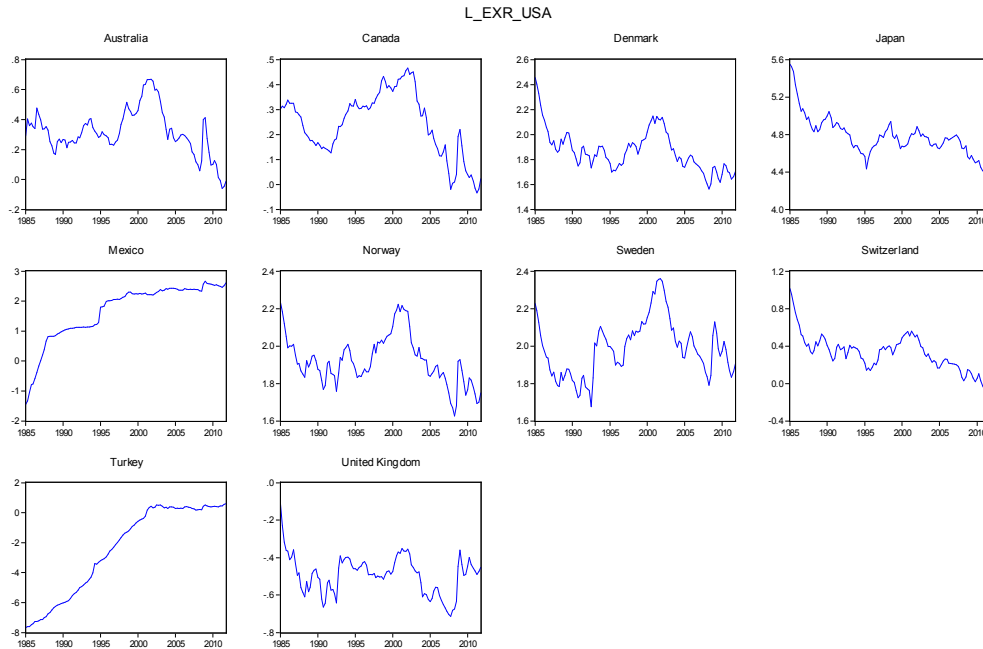 L_EXR_USA
Australia
.8
.6
.4
.2
.0
-.2
1985 1990 1995 2000 2005 2010
Canada
.5
.4
.3
.2
.1
.0
-.1
1985 1990 1995 2000 2005 2010
Denmark
2.6
2.4
2.2
2.0
1.8
1.6
1.4
1985 1990 1995 2000 2005 2010
Japan
5.6
5.2
4.8
4.4
4.0
1985 1990 1995 2000 2005 2010
Mexico
3
2
1
0
-1
-2
1985 1990 1995 2000 2005 2010
Norway
2.4
2.2
2.0
1.8
1.6
1985 1990 1995 2000 2005 2010
Sweden
2.4
2.2
2.0
1.8
1.6
1985 1990 1995 2000 2005 2010
Switzerland
1.2
0.8
0.4
0.0
-0.4
1985 1990 1995 2000 2005 2010
Turkey
2
0
-2
-4
-6
-8
1985 1990 1995 2000 2005 2010
United Kingdom
.0
-.2
-.4
-.6
-.8
1985 1990 1995 2000 2005 2010